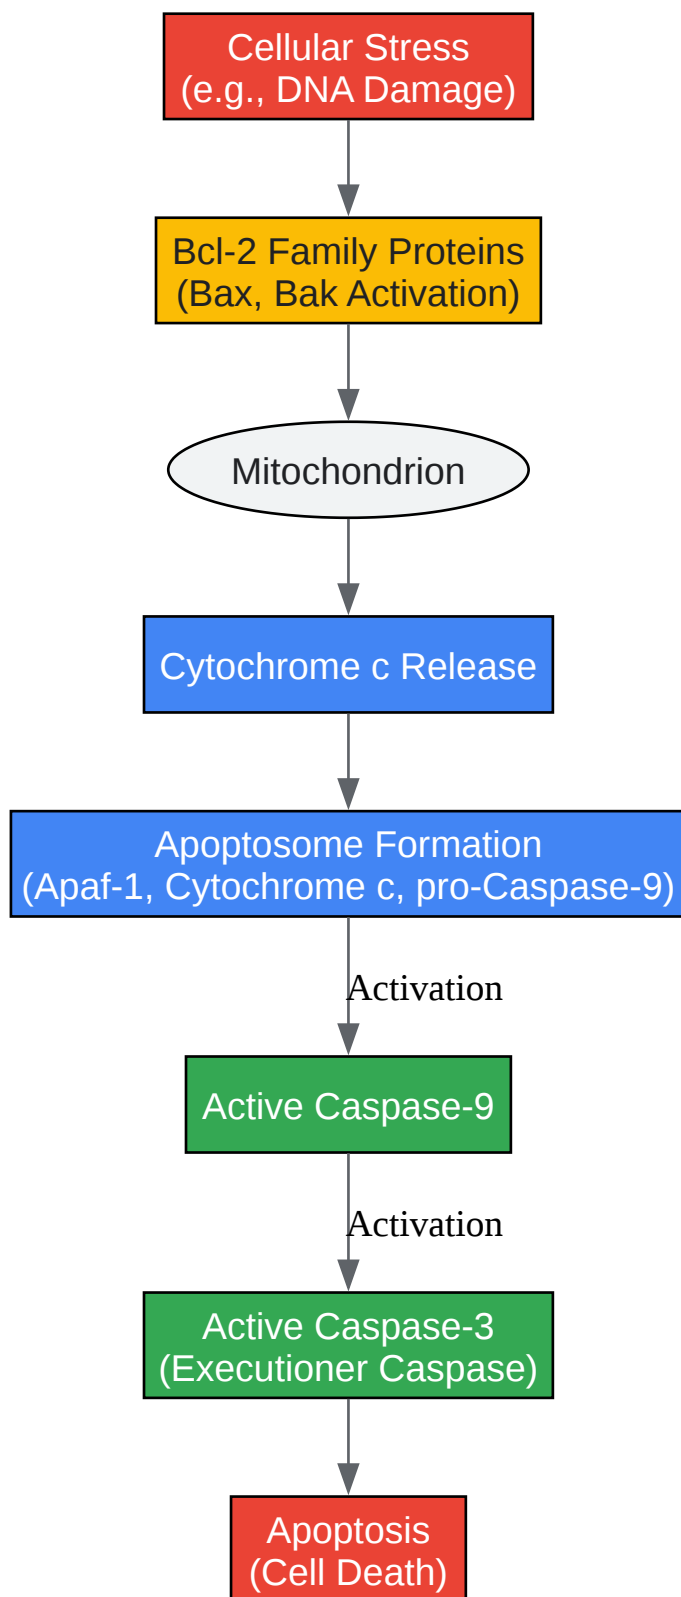 Cellular Stress
(e.g., DNA Damage)
Bcl-2 Family Proteins
(Bax, Bak Activation)
Mitochondrion
Cytochrome c Release
Apoptosome Formation
(Apaf-1, Cytochrome c, pro-Caspase-9)
Activation
Active Caspase-9
Activation
Active Caspase-3
(Executioner Caspase)
Apoptosis
(Cell Death)